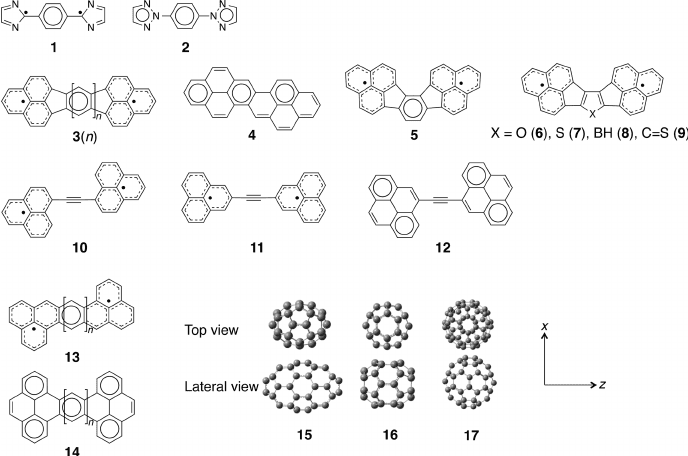 N N N N
1
N N N N N N
2
n
3(n)
4
5
X
X = O (6), S (7), BH (8), C=S (9)
10
11
12
n
13
Top view
x
Lateral view
z
n
14
15
16
17